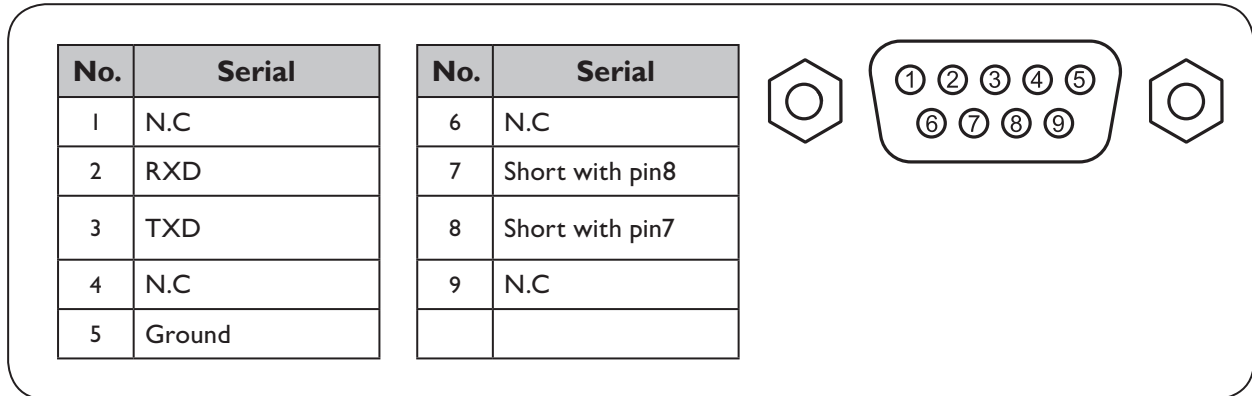 No. Serial
1 N.C
2 RXD
3 TXD
4 N.C
5 Ground
No. Serial
6 N.C
7 Short with pin8
8 Short with pin7
9 N.C
1 2 3 4 5
6 7 8 9